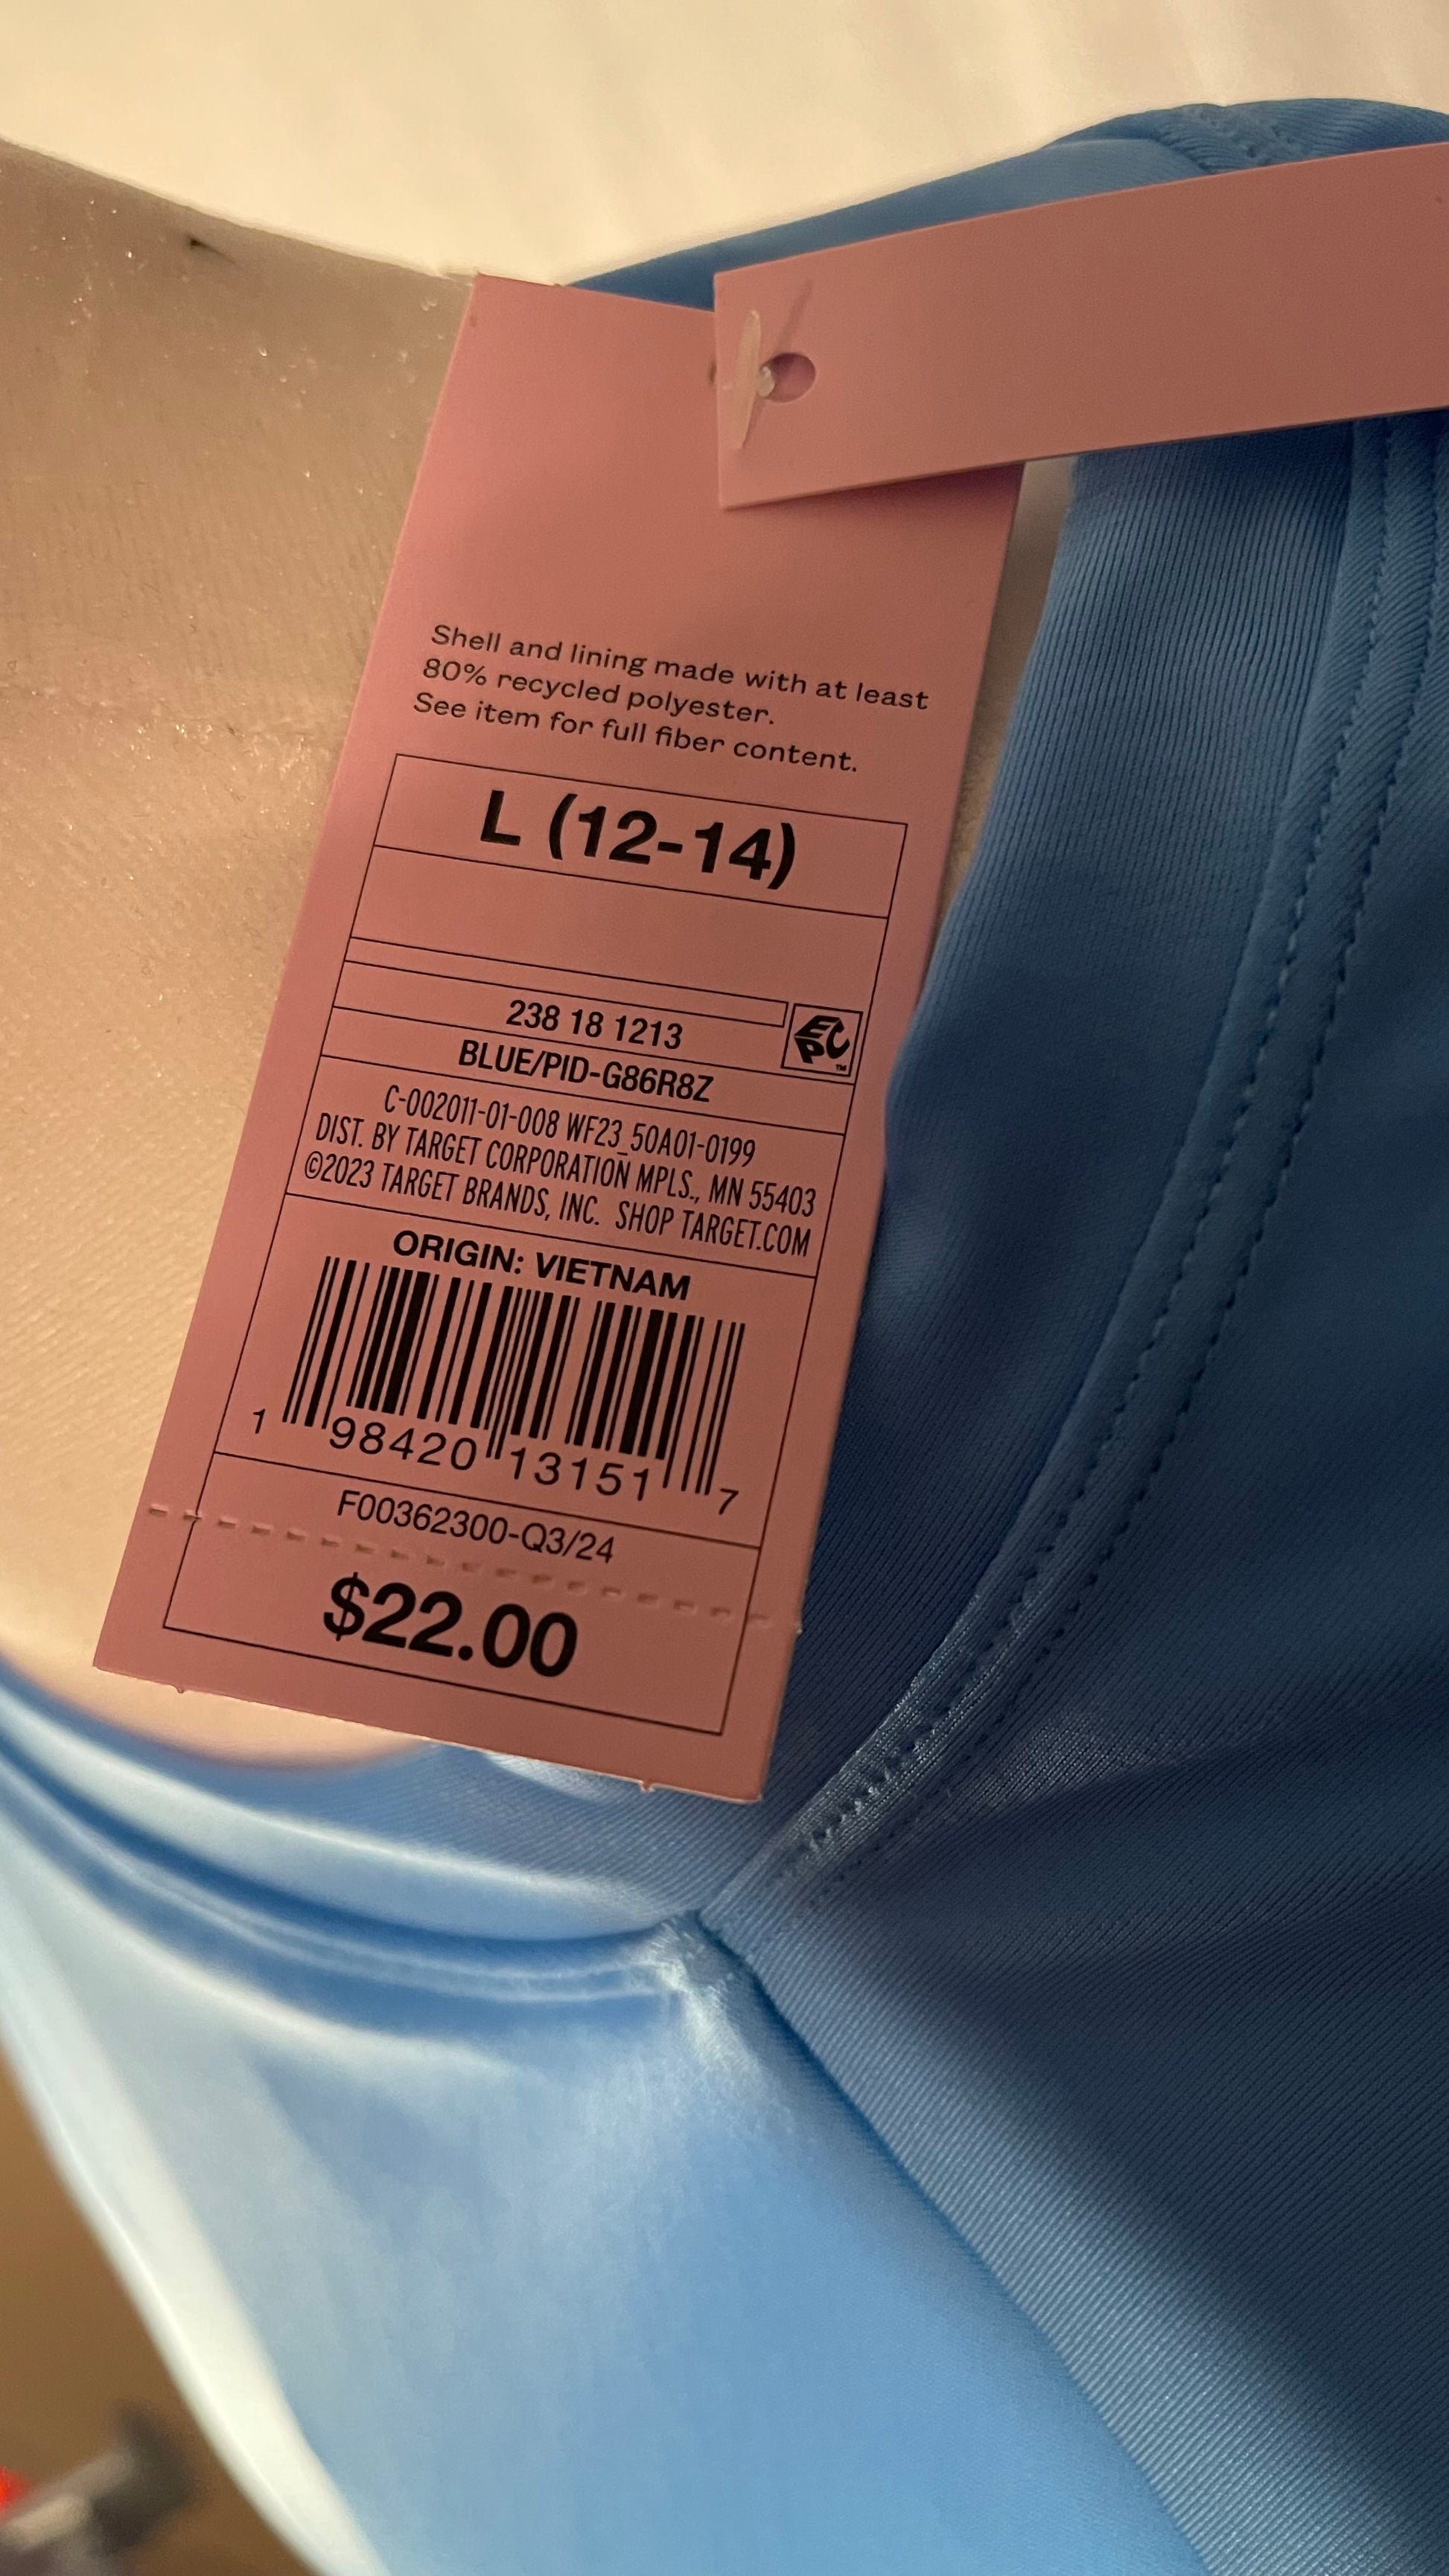 Shell and lining made with at least
80% recycled polyester.
See item for full fiber content.
L (12-14)
238 18 1213
EPC™
BLUE/PID-G86R8Z
C-002011-01-008 WF23_50A01-0199
DIST. BY TARGET CORPORATION MPLS., MN 55403
©2023 TARGET BRANDS, INC. SHOP TARGET.COM
ORIGIN: VIETNAM
1 98420 13151 7
F00362300-Q3/24
$22.00